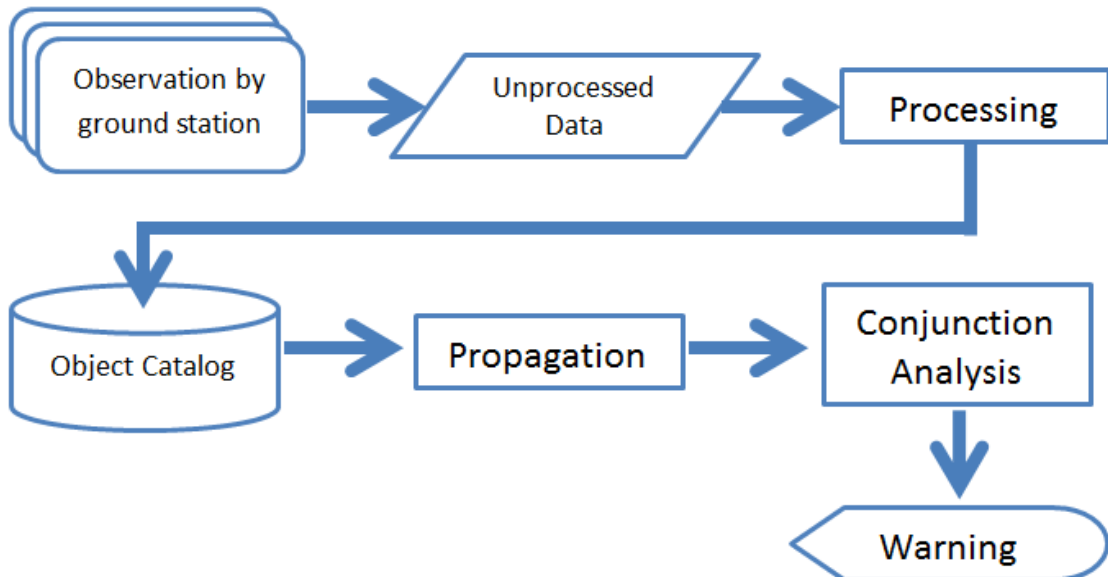 Observation by
ground station
Unprocessed
Data
Processing
Object Catalog
Propagation
Conjunction
Analysis
Warning